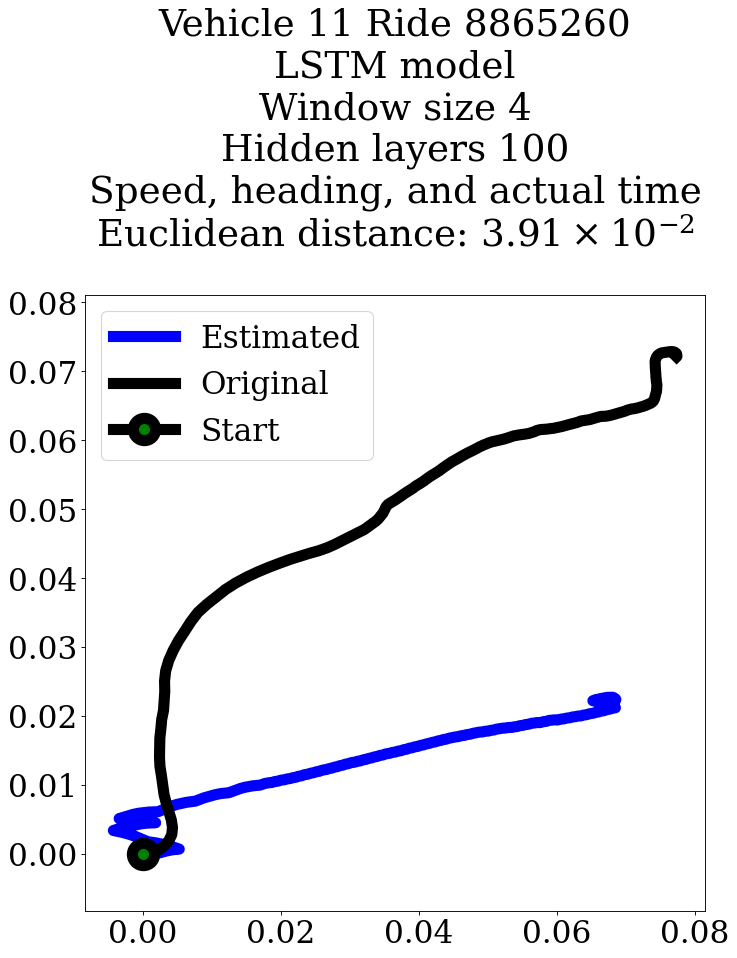 Vehicle 11 Ride 8865260
LSTM model
Window size 4
Hidden layers 100
Speed, heading, and actual time
Euclidean distance: 3.91 × 10⁻²
Estimated
Original
Start
0.08
0.07
0.06
0.05
0.04
0.03
0.02
0.01
0.00
0.00 0.02 0.04 0.06 0.08